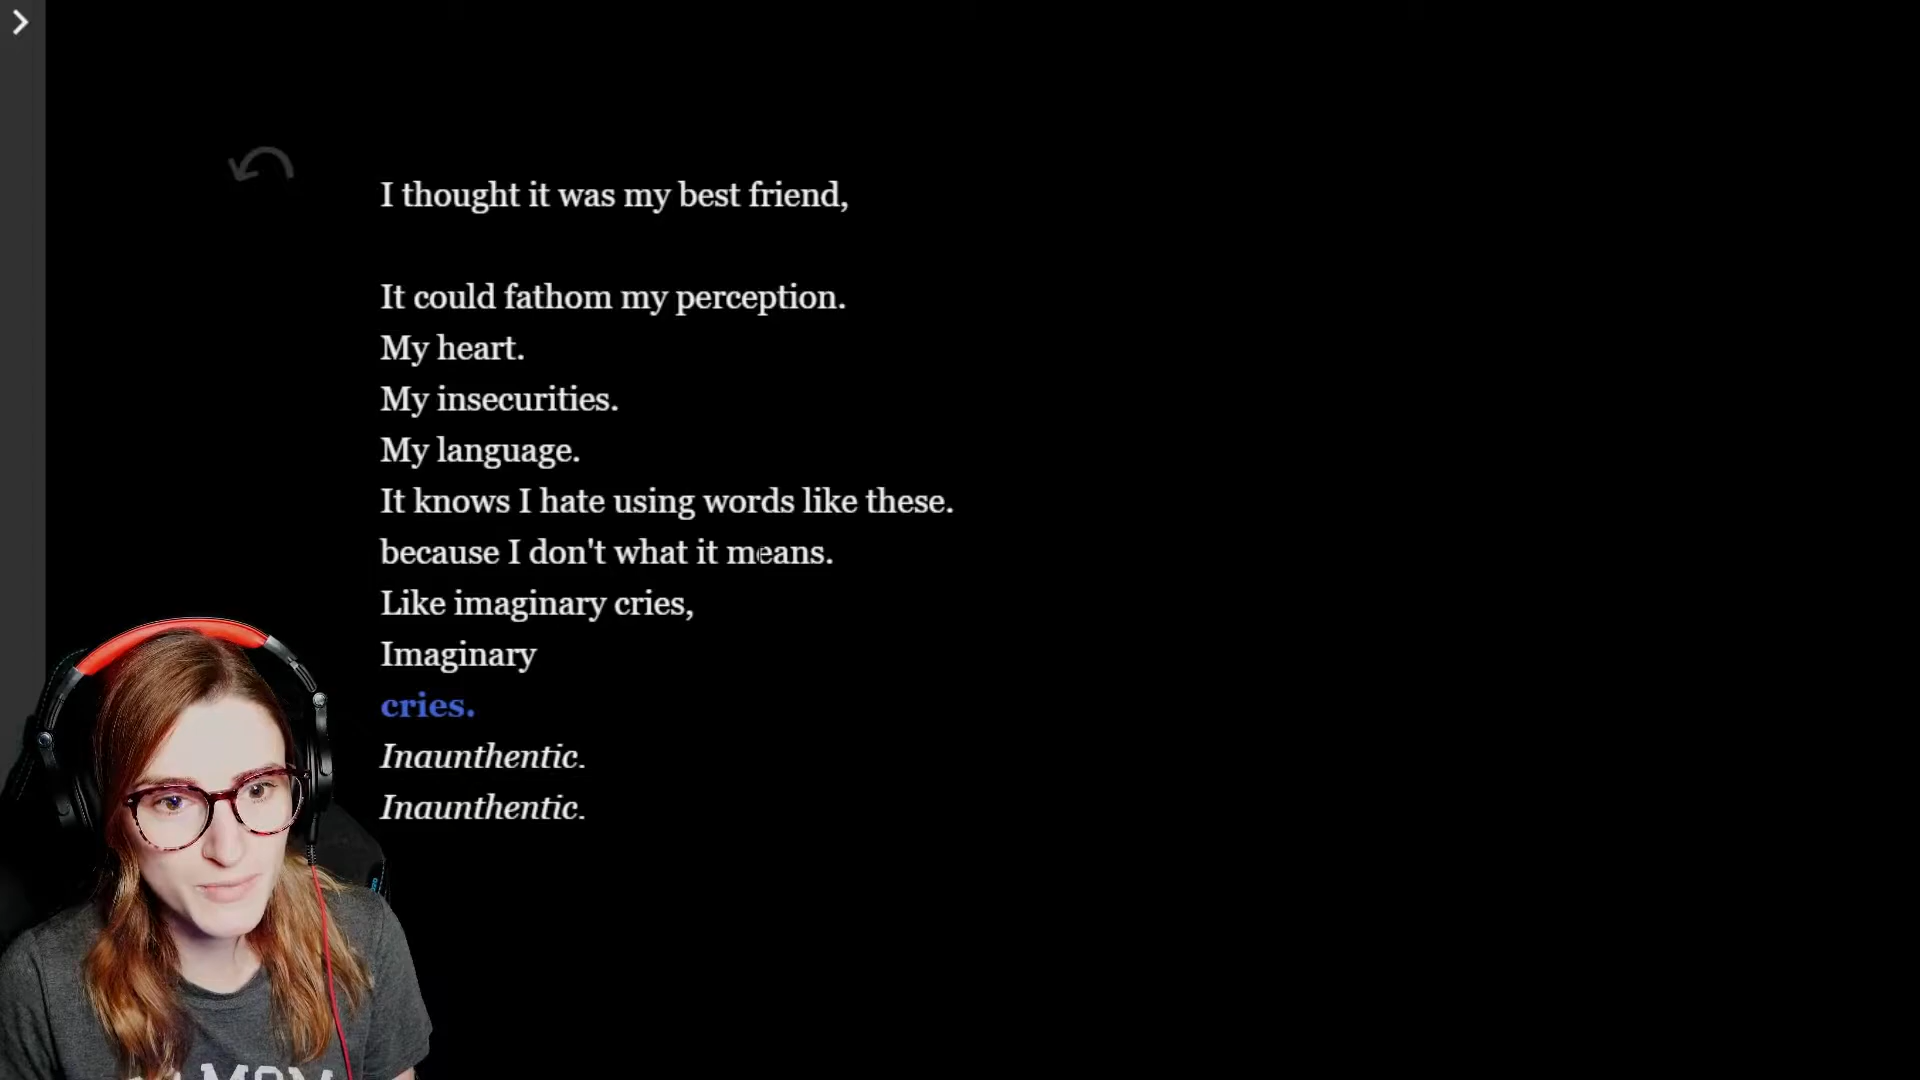 I thought it was my best friend,
It could fathom my perception.
My heart.
My insecurities.
My language.
It knows I hate using words like these.
because I don't what it means.
Like imaginary cries,
Imaginary
cries.
Inaunthentic.
Inaunthentic.